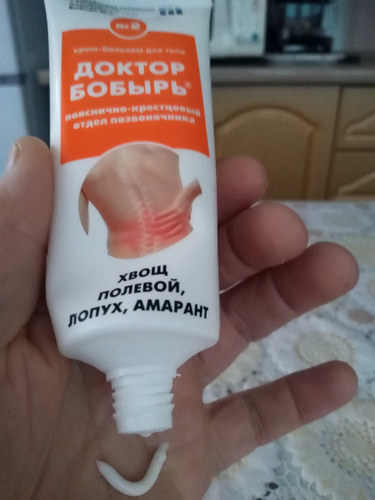 №2
крем-бальзам для тела
ДОКТОР
БОБЫРЬ®
пояснично-крестцовый
отдел позвоночника
ХВОЩ
ПОЛЕВОЙ,
ЛОПУХ, АМАРАНТ